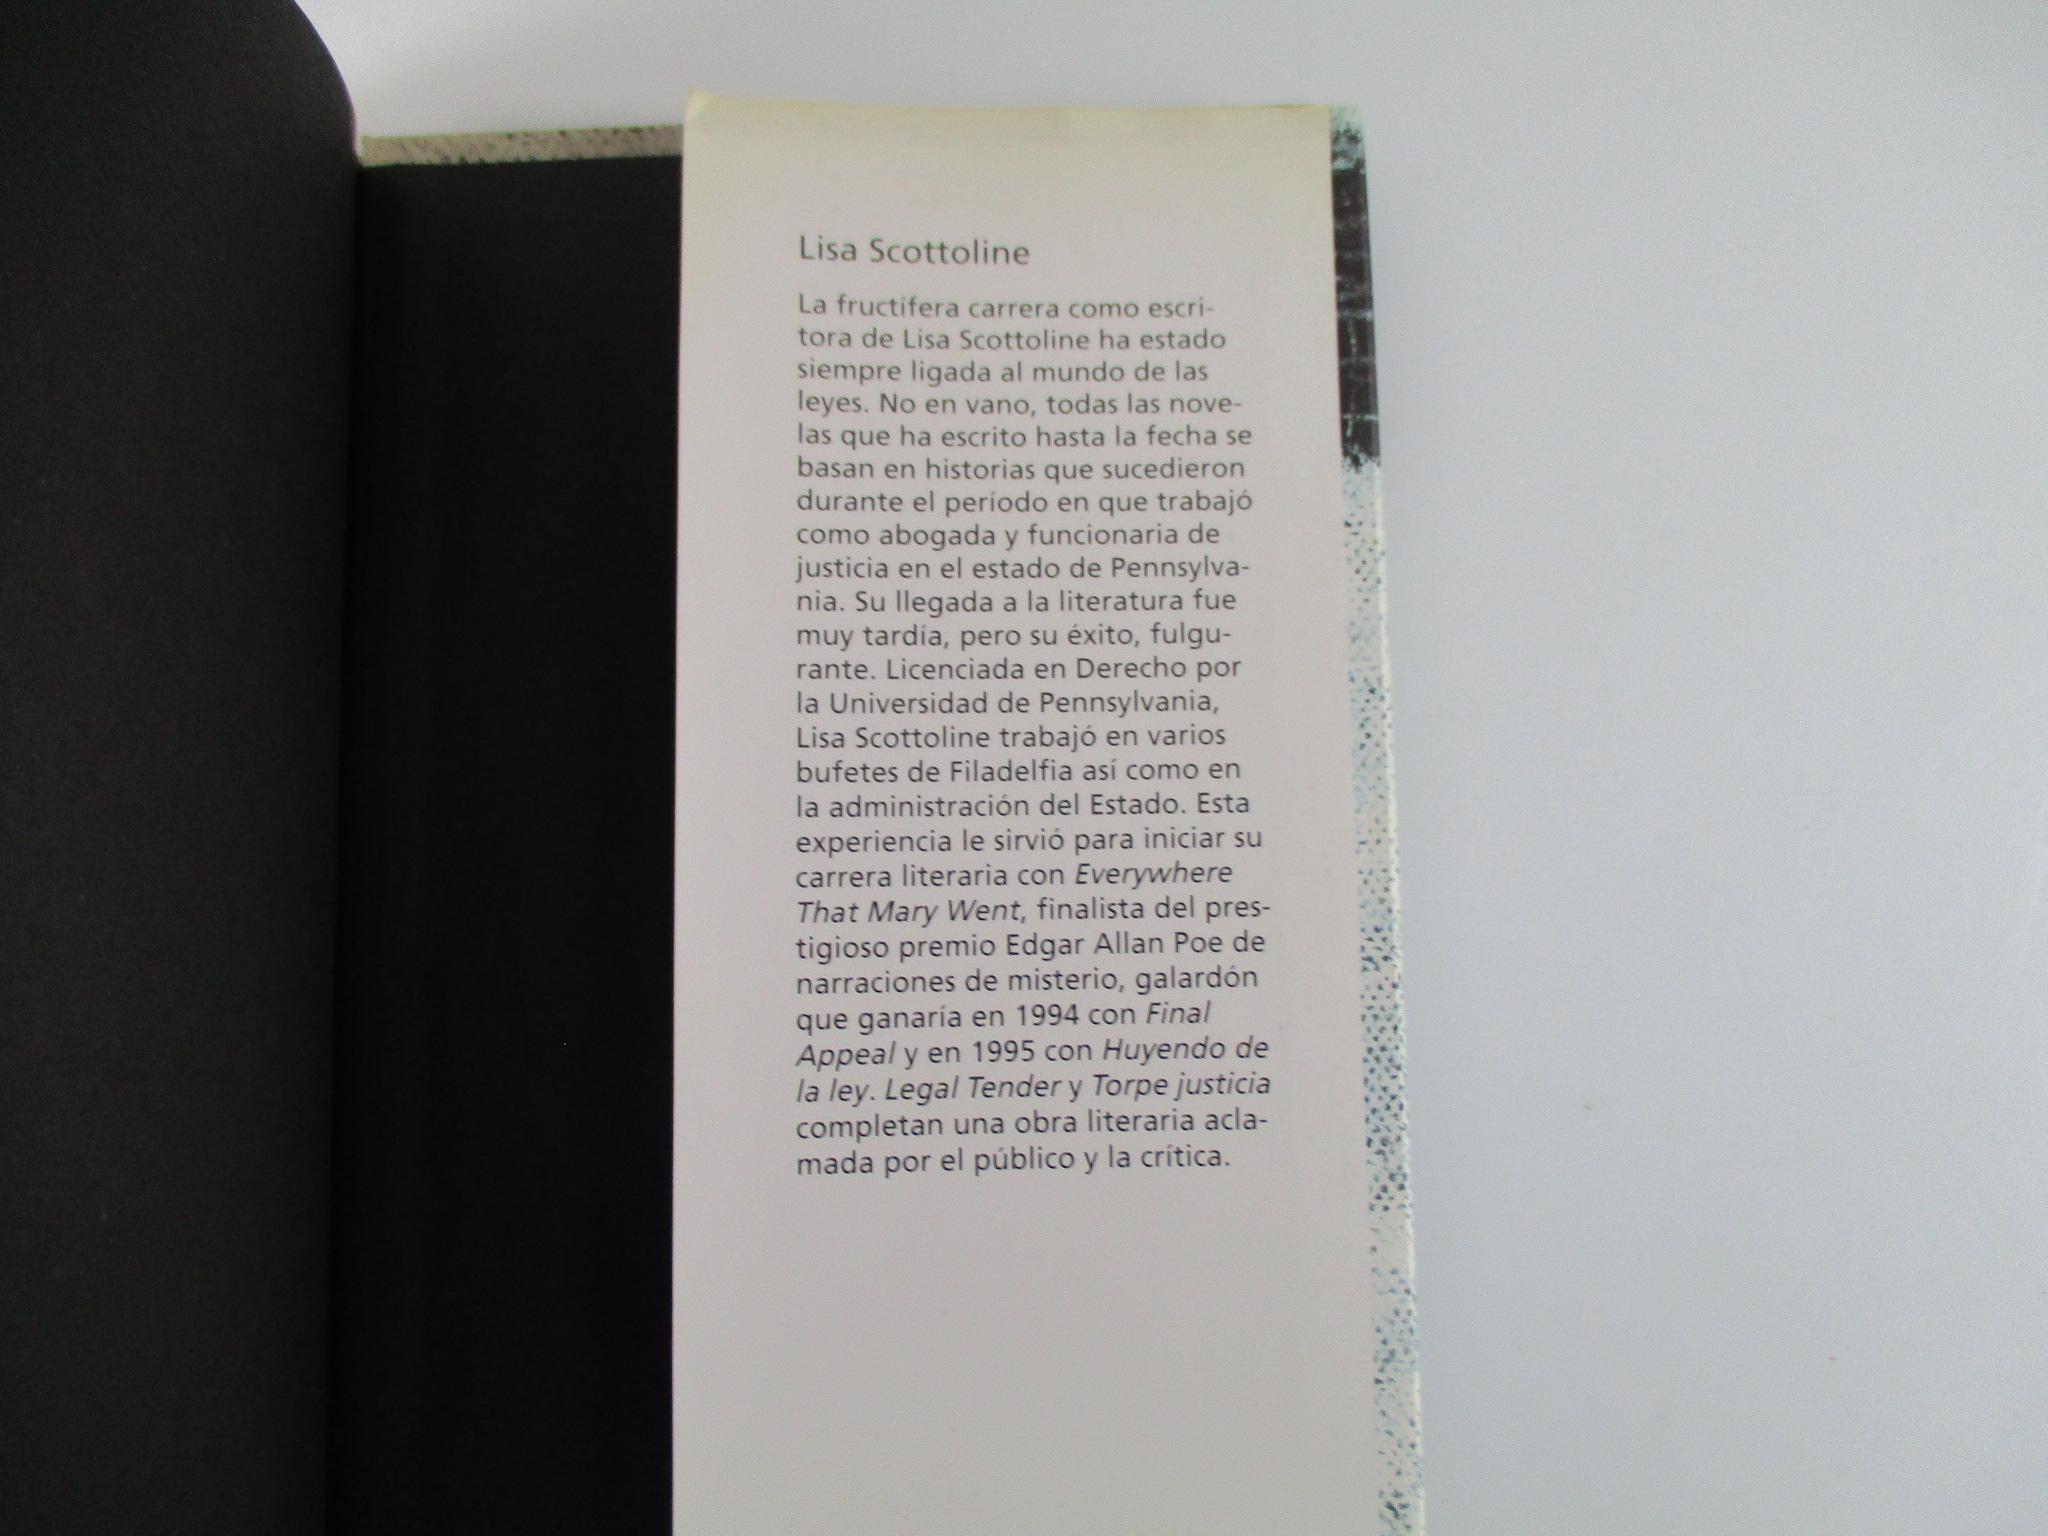 Lisa Scottoline
La fructífera carrera como escri-
tora de Lisa Scottoline ha estado
siempre ligada al mundo de las
leyes. No en vano, todas las nove-
las que ha escrito hasta la fecha se
basan en historias que sucedieron
durante el período en que trabajó
como abogada y funcionaria de
justicia en el estado de Pennsylva-
nia. Su llegada a la literatura fue
muy tardía, pero su éxito, fulgu-
rante. Licenciada en Derecho por
la Universidad de Pennsylvania,
Lisa Scottoline trabajó en varios
bufetes de Filadelfia así como en
la administración del Estado. Esta
experiencia le sirvió para iniciar su
carrera literaria con Everywhere
That Mary Went, finalista del pres-
tigioso premio Edgar Allan Poe de
narraciones de misterio, galardón
que ganaría en 1994 con Final
Appeal y en 1995 con Huyendo de
la ley. Legal Tender y Torpe justicia
completan una obra literaria acla-
mada por el público y la crítica.